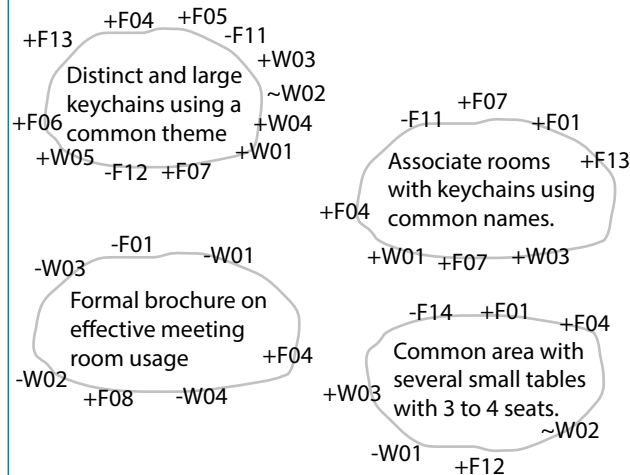 +F04 +F05
+F13 -F11
+W03
Distinct and large
~W02
keychains using a
+F06 common theme +W04
+W05 +W01
-F12 +F07
+F07
-F11 +F01
Associate rooms +F13
with keychains using
+F04 common names.
+W01 +F07 +W03
-F01
-W03 -W01
Formal brochure on
effective meeting
room usage +F04
-W02
+F08 -W04
-F14 +F01
+F04
Common area with
several small tables
+W03 with 3 to 4 seats.
~W02
-W01
+F12